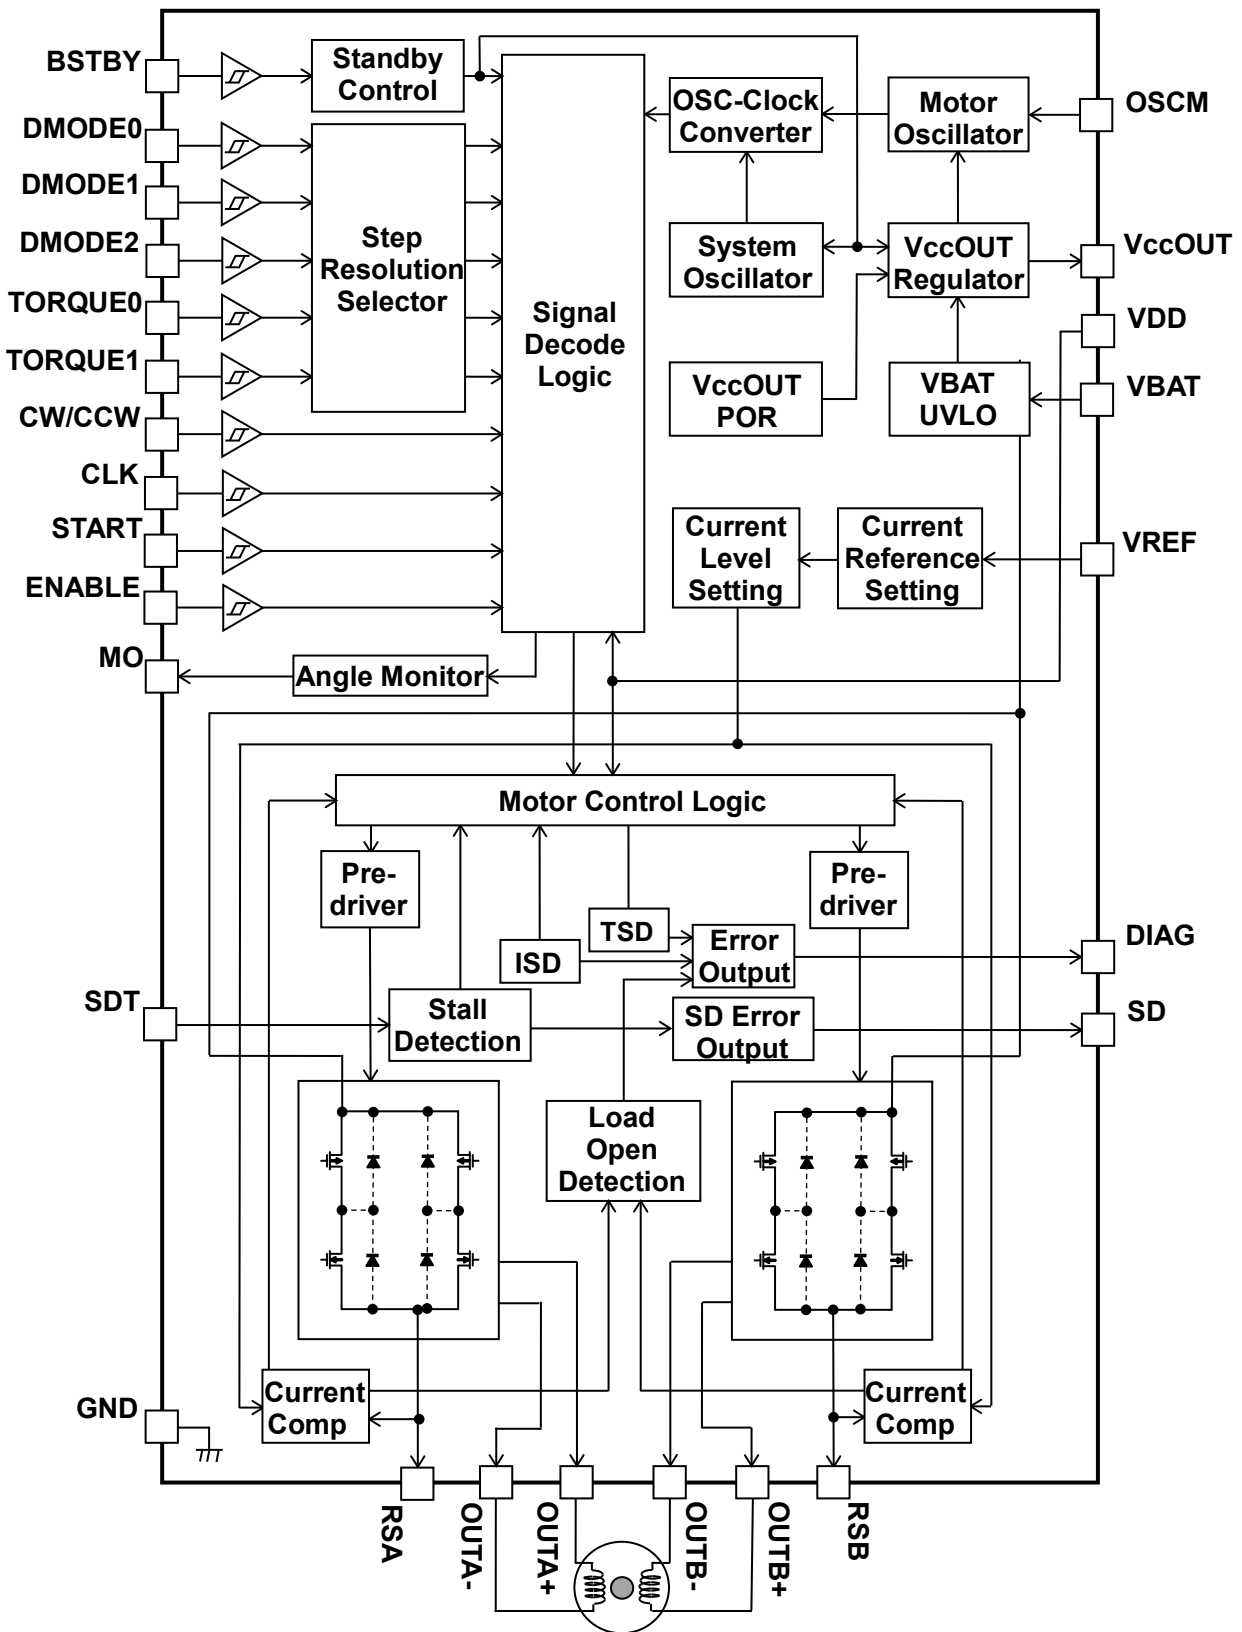 BSTBY
DMODE0
DMODE1
DMODE2
TORQUE0
TORQUE1
CW/CCW
CLK
START
ENABLE
MO
SDT
GND
Standby
Control
Step
Resolution
Selector
Signal
Decode
Logic
OSC-Clock
Converter
Motor
Oscillator
System
Oscillator
VccOUT
Regulator
VccOUT
POR
VBAT
UVLO
Current
Level
Setting
Current
Reference
Setting
OSCM
VccOUT
VDD
VBAT
VREF
DIAG
SD
Angle Monitor
Motor Control Logic
Pre-
driver
Pre-
driver
TSD
ISD
Error
Output
Stall
Detection
SD Error
Output
Load
Open
Detection
Current
Comp
Current
Comp
RSA
OUTA-
OUTA+
OUTB-
OUTB+
RSB